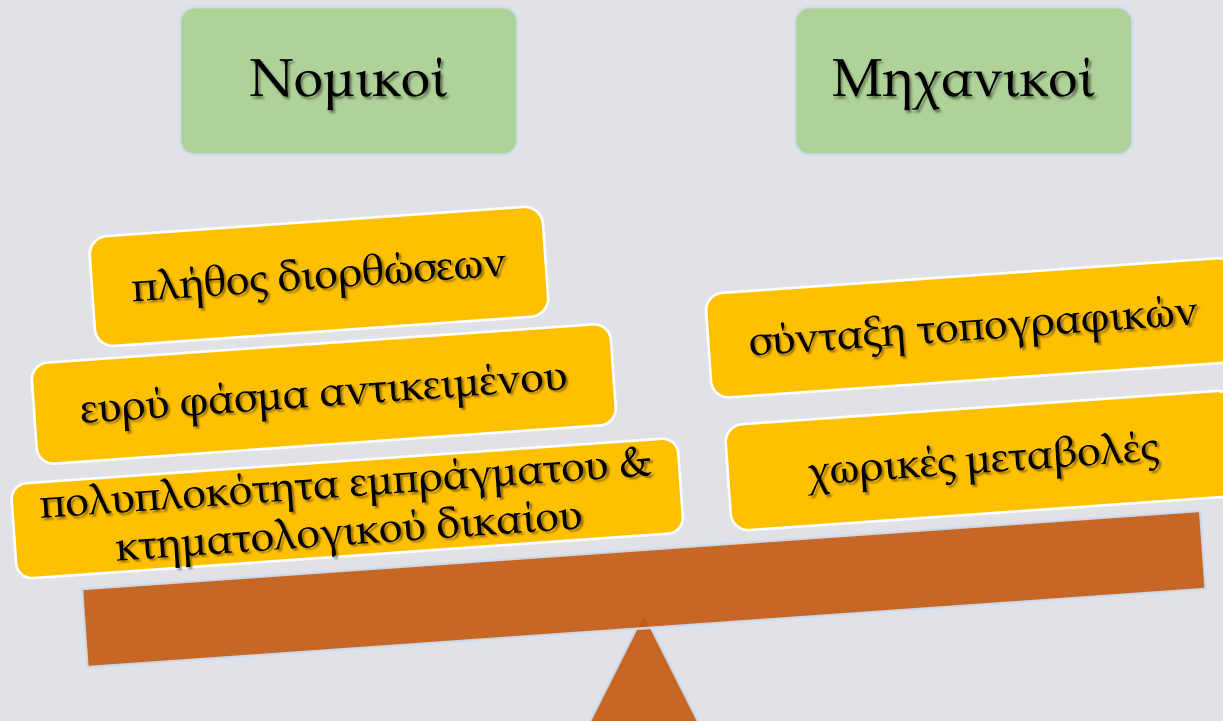 Νομικοί
Μηχανικοί
πλήθος διορθώσεων
ευρύ φάσμα αντικειμένου
πολυπλοκότητα εμπράγματου &
κτηματολογικού δικαίου
σύνταξη τοπογραφικών
χωρικές μεταβολές